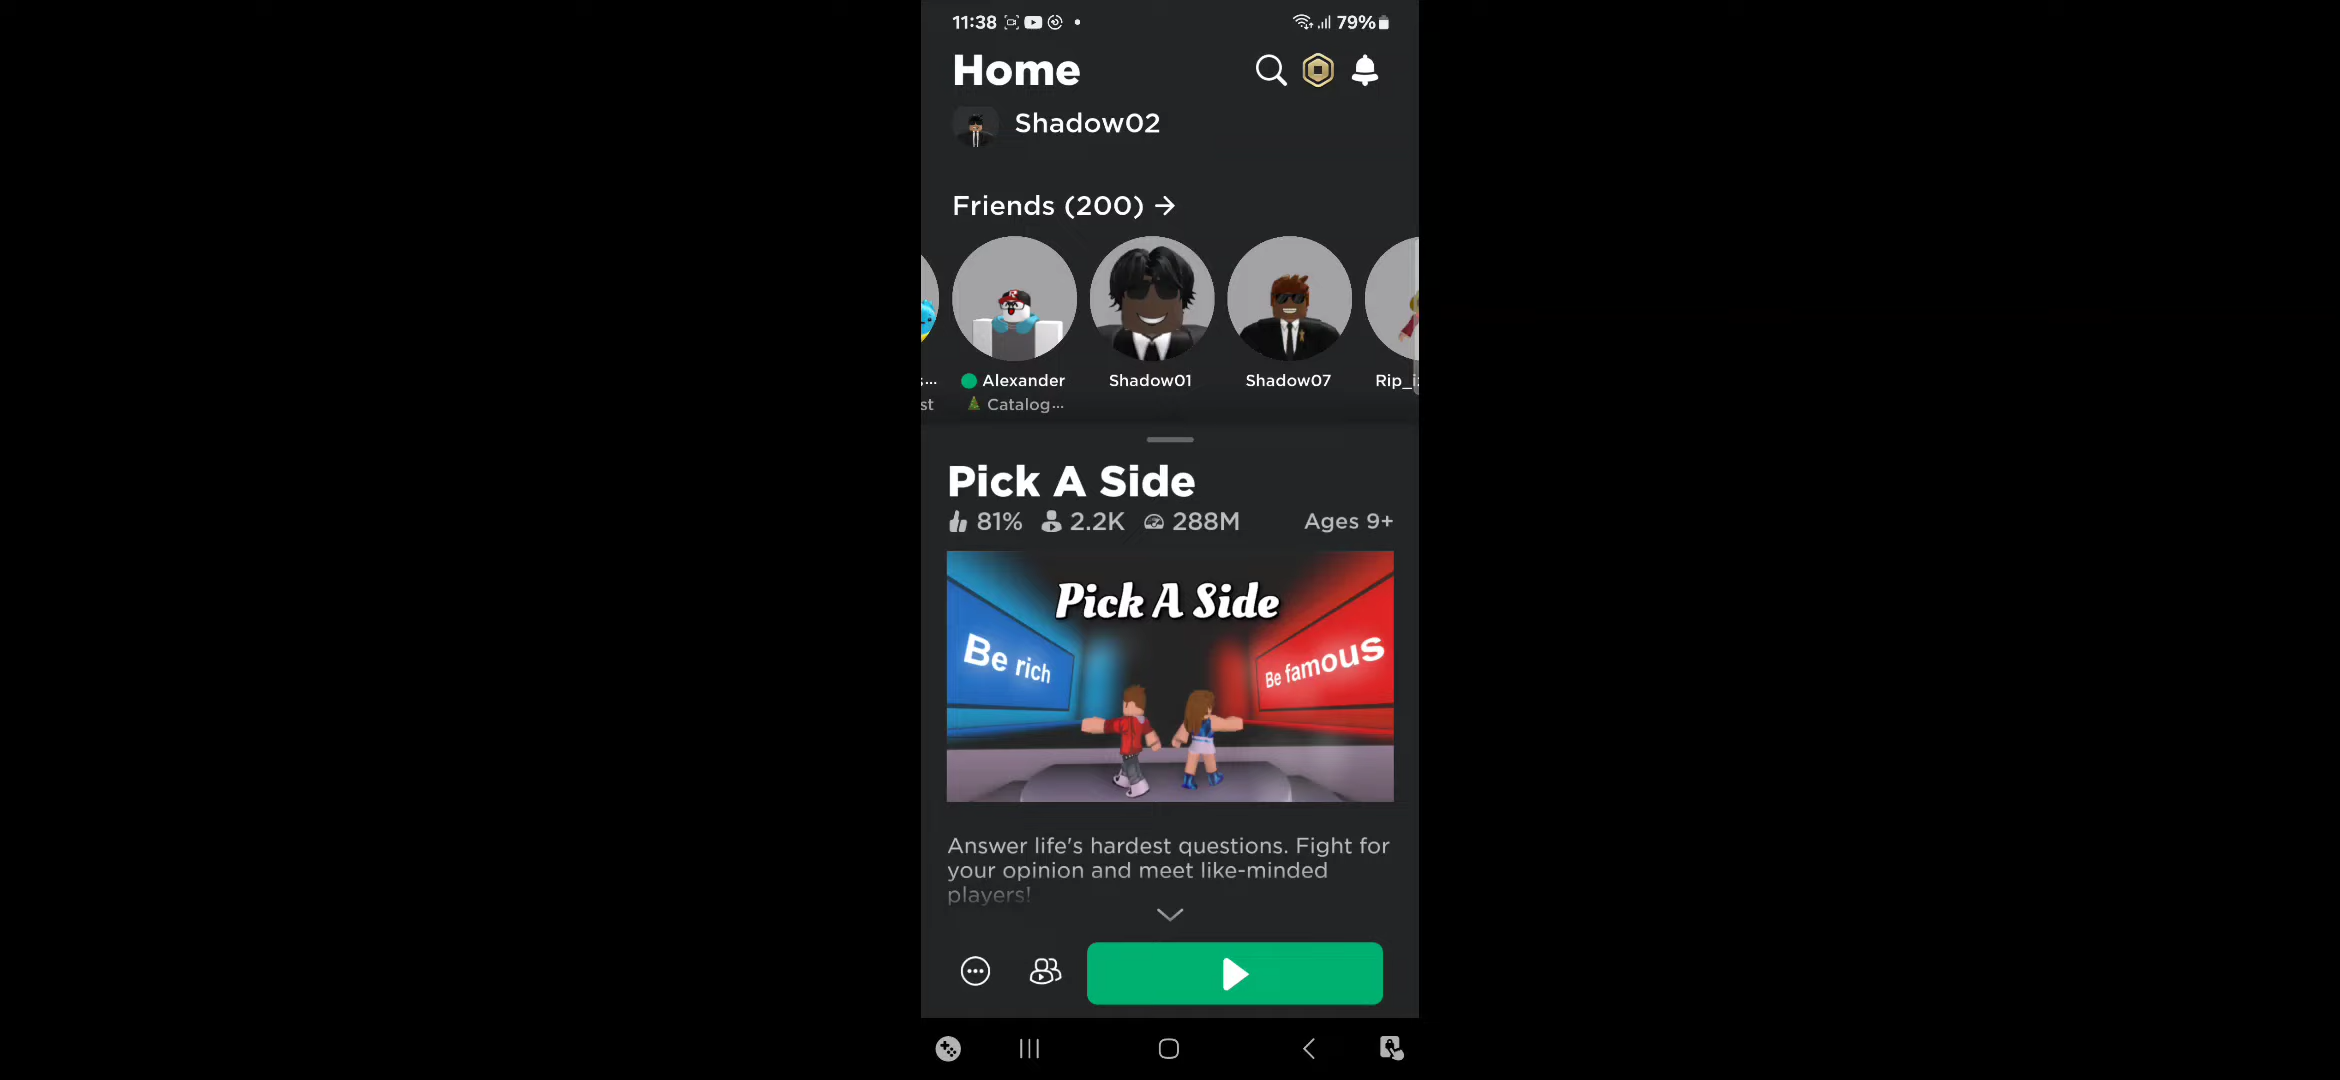 11:38
79%
Home
Shadow02
Friends (200)
Alexander
Shadow01
Shadow07
st
Catalog...
Pick A Side
81% 2.2K 288M Ages 9+
Pick A Side
Be rich
Be famous
Answer life's hardest questions. Fight for
your opinion and meet like-minded
players!